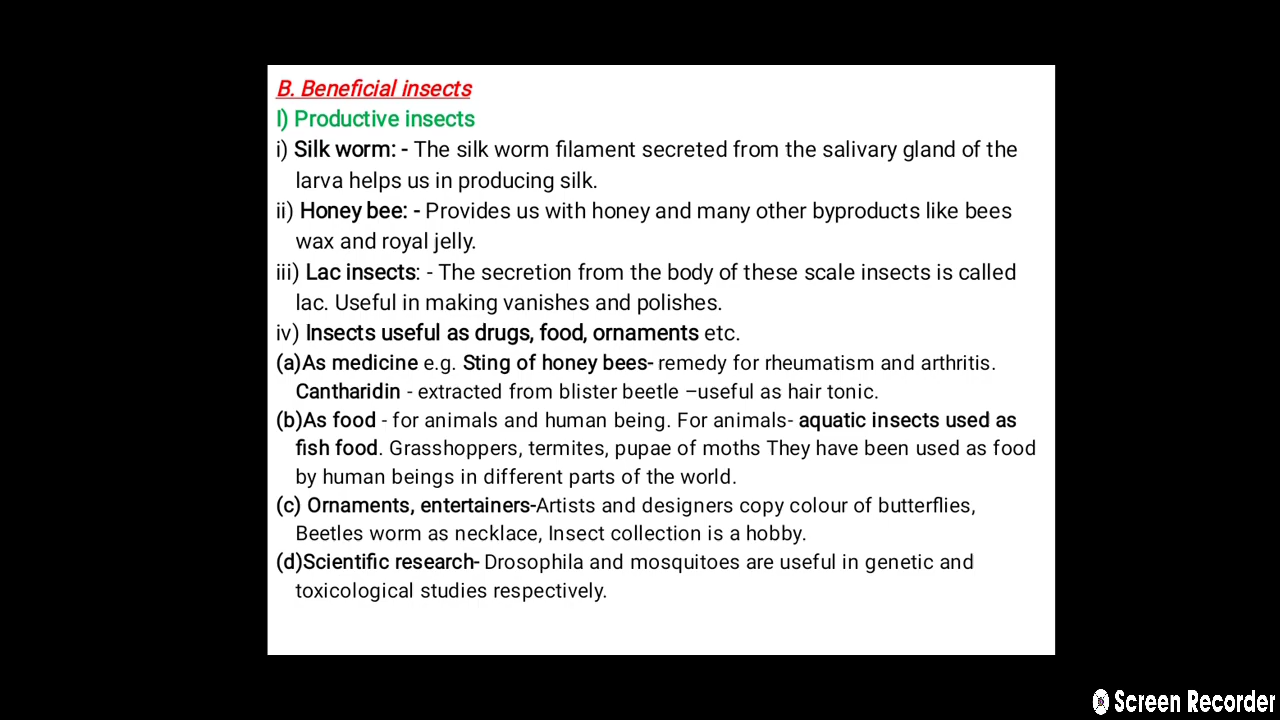 B. Beneficial insects
I) Productive insects
i) Silk worm: - The silk worm filament secreted from the salivary gland of the
larva helps us in producing silk.
ii) Honey bee: - Provides us with honey and many other byproducts like bees
wax and royal jelly.
iii) Lac insects: - The secretion from the body of these scale insects is called
lac. Useful in making vanishes and polishes.
iv) Insects useful as drugs, food, ornaments etc.
(a)As medicine e.g. Sting of honey bees- remedy for rheumatism and arthritis.
Cantharidin - extracted from blister beetle –useful as hair tonic.
(b)As food - for animals and human being. For animals- aquatic insects used as
fish food. Grasshoppers, termites, pupae of moths They have been used as food
by human beings in different parts of the world.
(c) Ornaments, entertainers-Artists and designers copy colour of butterflies,
Beetles worm as necklace, Insect collection is a hobby.
(d)Scientific research- Drosophila and mosquitoes are useful in genetic and
toxicological studies respectively.
Screen Recorder